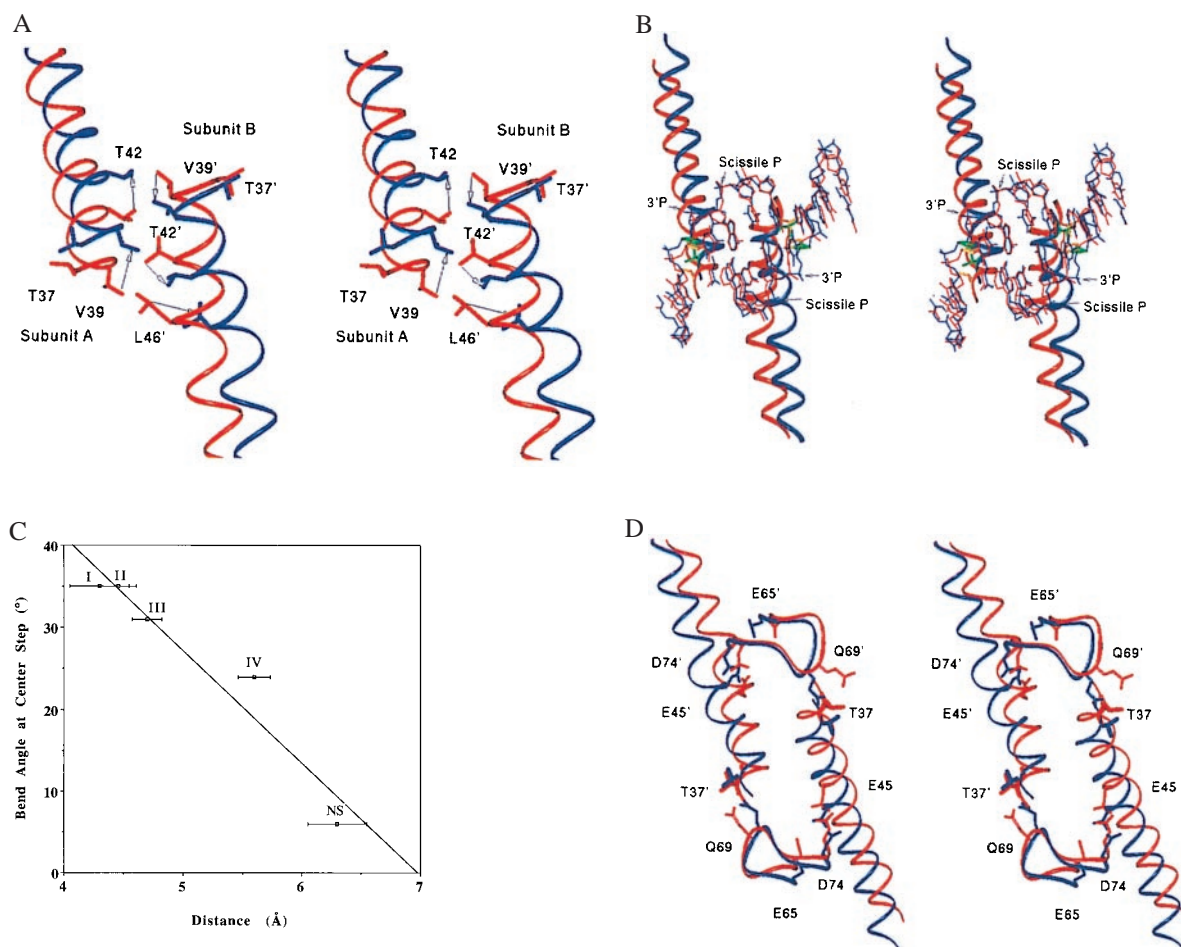 A
Subunit B
T42
V39'
T37'
T42'
T37
V39
Subunit A
L46'
Subunit B
T42
V39'
T37'
T42'
T37
V39
Subunit A
L46'
B
Scissile P
3'P
3'P
Scissile P
Scissile P
3'P
3'P
Scissile P
C
Bend Angle at Center Step (°)
40
30
20
10
0
I
II
III
IV
NS
4
5
6
7
Distance (Å)
D
E65'
D74'
Q69'
E45'
T37
E45
T37'
Q69
D74
E65
E65'
D74'
Q69'
E45'
T37
E45
T37'
Q69
D74
E65